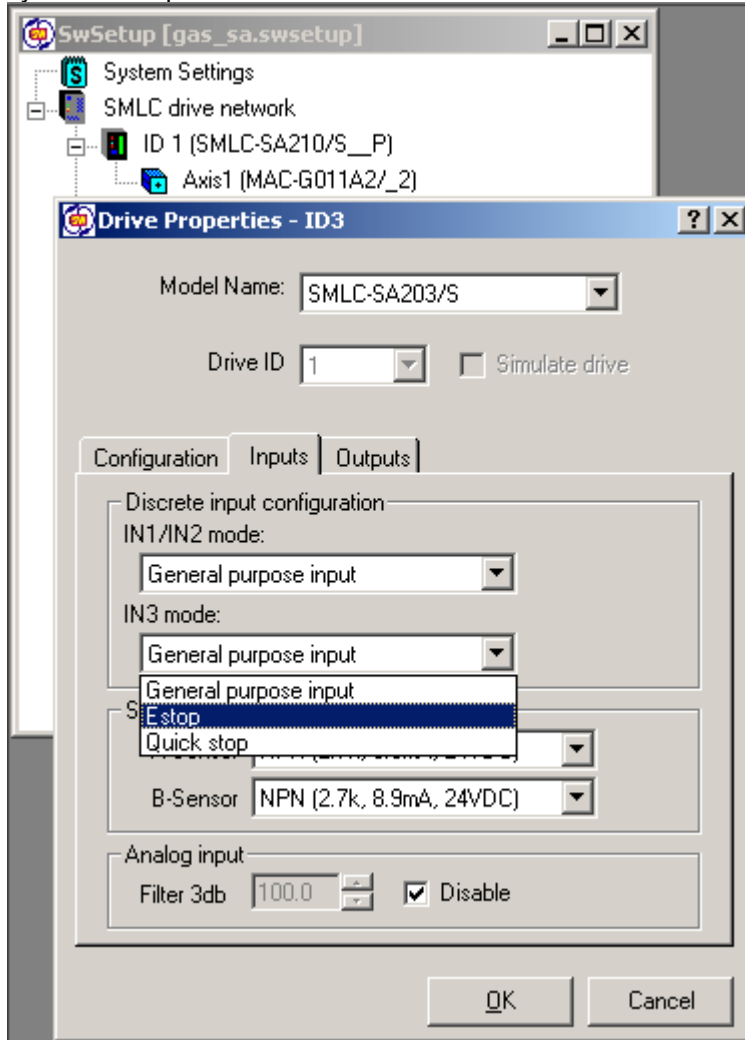 SwSetup [gas_sa.swsetup]
System Settings
SMLC drive network
ID 1 (SMLC-SA210/S__P)
Axis1 (MAC-G011A2/_2)
Drive Properties - ID3
Model Name: SMLC-SA203/S
Drive ID 1 Simulate drive
Configuration Inputs Outputs
Discrete input configuration
IN1/IN2 mode:
General purpose input
IN3 mode:
General purpose input
General purpose input
Estop
Quick stop
B-Sensor NPN (2.7k, 8.9mA, 24VDC)
Analog input
Filter 3db 100.0 Disable
OK Cancel